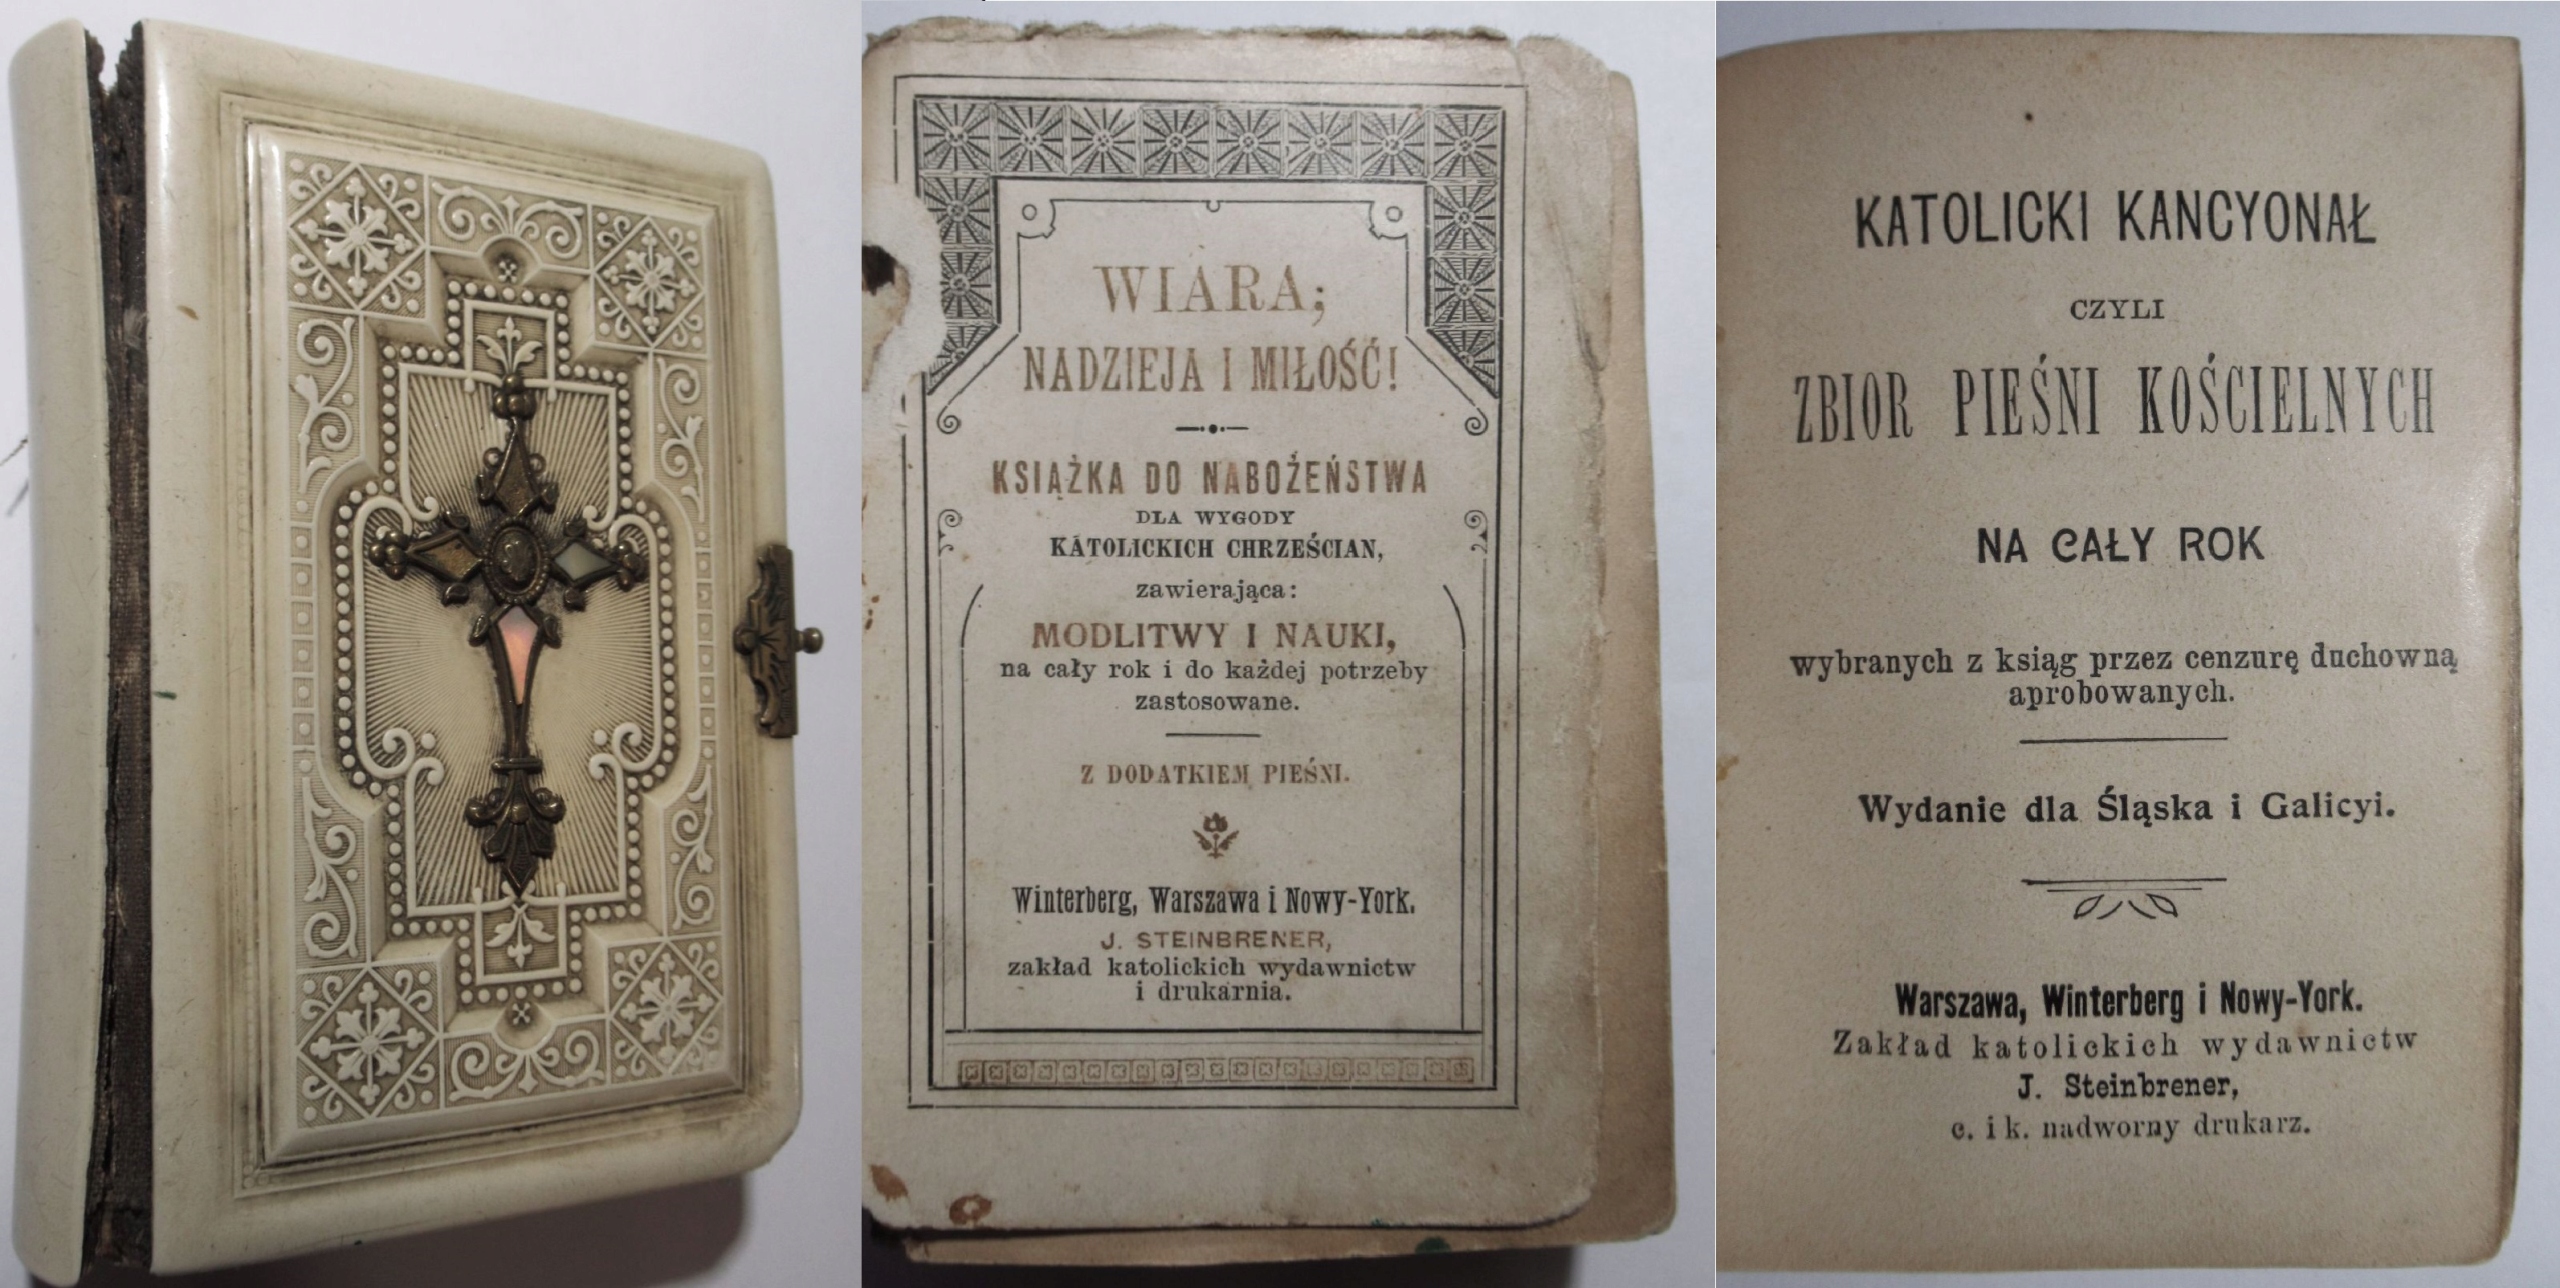 WIARA;
NADZIEJA I MIŁOŚĆ!
KSIĄŻKA DO NABOŻEŃSTWA
DLA WYGODY
KATOLICKICH CHRZEŚCIAN,
zawierająca:
MODLITWY I NAUKI,
na cały rok i do każdej potrzeby
zastosowane.
Z DODATKIEM PIEŚNI.
Winterberg, Warszawa i Nowy-York.
J. STEINBRENER,
zakład katolickich wydawnictw
i drukarnia.
KATOLICKI KANCYONAŁ
CZYLI
ZBIOR PIEŚNI KOŚCIELNYCH
NA CAŁY ROK
wybranych z ksiąg przez cenzurę duchowną
aprobowanych.
Wydanie dla Śląska i Galicyi.
Warszawa, Winterberg i Nowy-York.
Zakład katolickich wydawnictw
J. Steinbrener,
c. i k. nadworny drukarz.